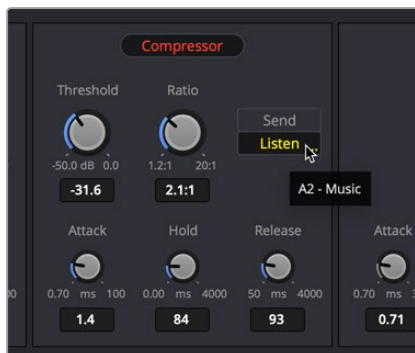 Compressor
Threshold Ratio
Send
Listen ...
-50.0 dB 0.0 1.2:1 20:1
-31.6 2.1:1
A2 - Music
Attack Hold Release Attack
00 0.70 ms 100 0.00 ms 4000 50 ms 4000 0.70 ms
1.4 84 93 0.71